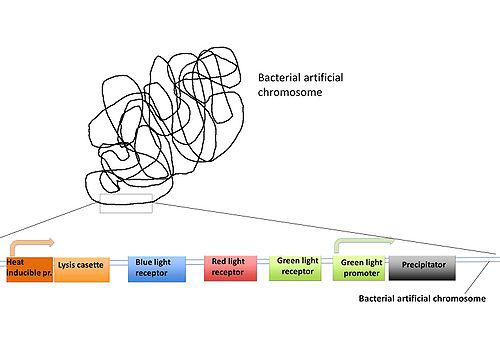 Bacterial artificial
chromosome
Heat
inducible pr.
Lysis casette
Blue light
receptor
Red light
receptor
Green light
receptor
Green light
promoter
Precipitator
Bacterial artificial chromosome